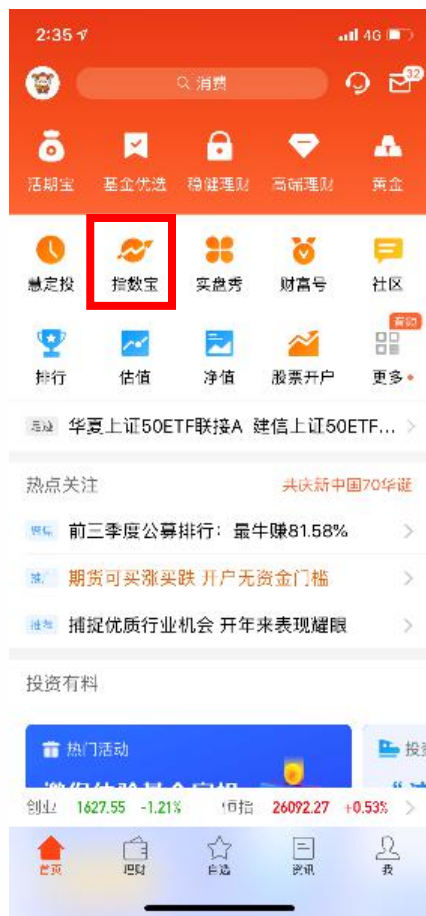 2:35
4G
消费
32
活期宝 基金优选 稳健理财 高端理财 黄金
慧定投 指数宝 实盘秀 财富号 社区
排行 估值 净值 股票开户 更多
足迹 华夏上证50ETF联接A 建信上证50ETF... >
热点关注 共庆新中国70华诞
前三季度公募排行：最牛赚81.58% >
推广 期货可买涨买跌 开户无资金门槛 >
推荐 捕捉优质行业机会 开年来表现耀眼 >
投资有料
热门活动
创业 1627.55 -1.21% 恒指 26092.27 +0.53% >
首页 理财 自选 资讯 我